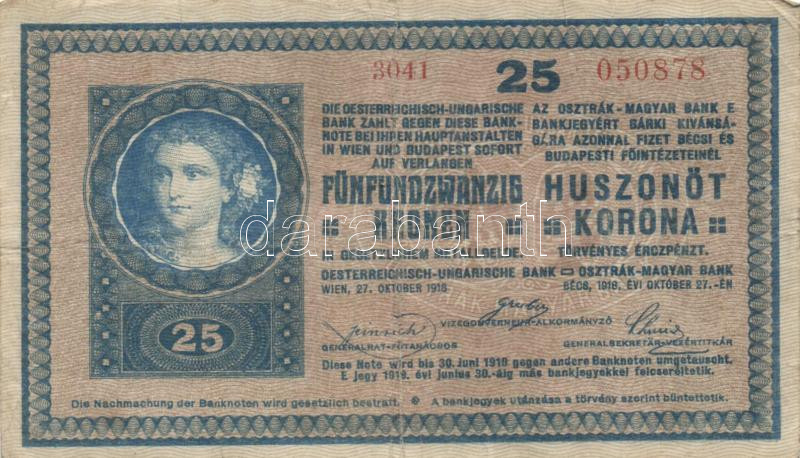 3041 25 050878
DIE OESTERREICHISCH-UNGARISCHE
BANK ZAHLT GEGEN DIESE BANK-
NOTE BEI IHREN HAUPTANSTALTEN
IN WIEN UND BUDAPEST SOFORT
AUF VERLANGEN
FÜNFUNDZWANZIG
KRONEN
IN GESETZLICHEM METALLGELDE.
AZ OSZTRÁK-MAGYAR BANK E
BANKJEGYÉRT BÁRKI KIVÁNSÁ-
GÁRA AZONNAL FIZET BÉCSI ÉS
BUDAPESTI FŐINTÉZETEINÉL
HUSZONÖT
KORONA
TÖRVÉNYES ÉRCZPÉNZT.
OESTERREICHISCH-UNGARISCHE BANK
WIEN, 27. OKTOBER 1918
OSZTRÁK-MAGYAR BANK
BÉCS, 1918. ÉVI OKTÓBER 27.-ÉN
VIZEGOUVERNEUR-ALKORMÁNYZÓ
GENERALRAT-FŐTANÁCSOS
GENERALSEKRETÄR-VEZÉRTITKÁR
Diese Note wird bis 30. Juni 1919 gegen andere Banknoten umgetauscht.
E jegy 1919. évi junius 30.-áig más bankjegyekkel felcseréltetik.
25
Die Nachmachung der Banknoten wird gesetzlich bestraft. A bankjegyek utánzása a törvény szerint büntettetik.
darabanth